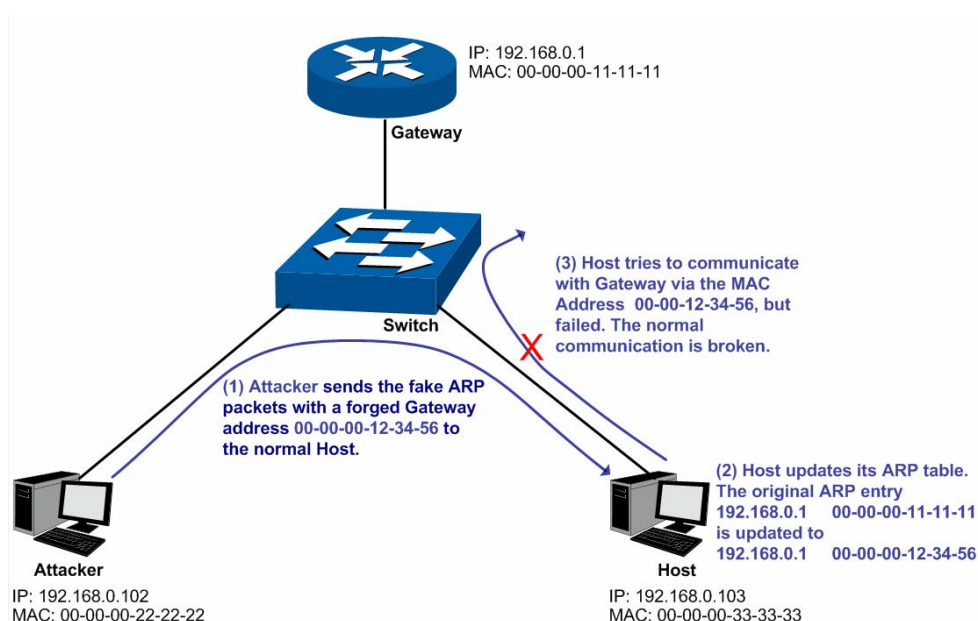 IP: 192.168.0.1
MAC: 00-00-00-11-11-11
Gateway
Switch
(3) Host tries to communicate
with Gateway via the MAC
Address 00-00-12-34-56, but
failed. The normal
communication is broken.
X
(1) Attacker sends the fake ARP
packets with a forged Gateway
address 00-00-00-12-34-56 to
the normal Host.
(2) Host updates its ARP table.
The original ARP entry
192.168.0.1 00-00-00-11-11-11
is updated to
192.168.0.1 00-00-00-12-34-56
Attacker
IP: 192.168.0.102
MAC: 00-00-00-22-22-22
Host
IP: 192.168.0.103
MAC: 00-00-00-33-33-33